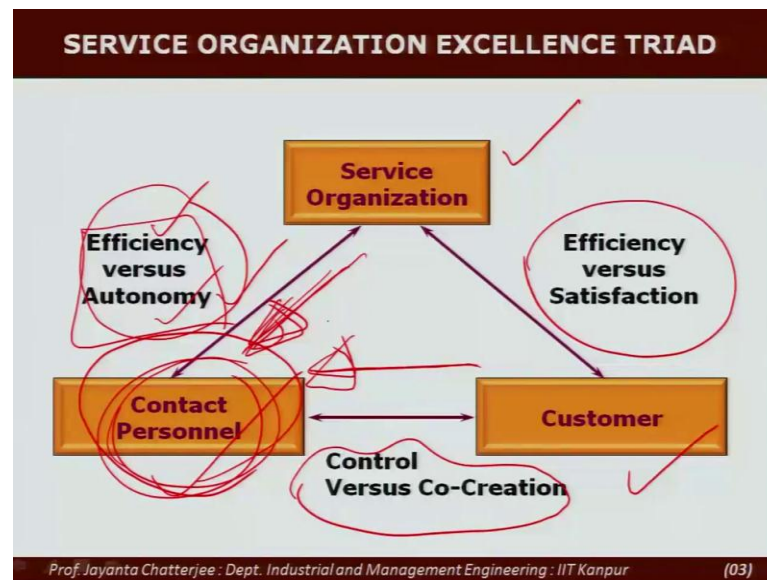 SERVICE ORGANIZATION EXCELLENCE TRIAD
Service
Organization
Efficiency
versus
Autonomy
Efficiency
versus
Satisfaction
Contact
Personnel
Customer
Control
Versus Co-Creation
Prof. Jayanta Chatterjee : Dept. Industrial and Management Engineering : IIT Kanpur (03)